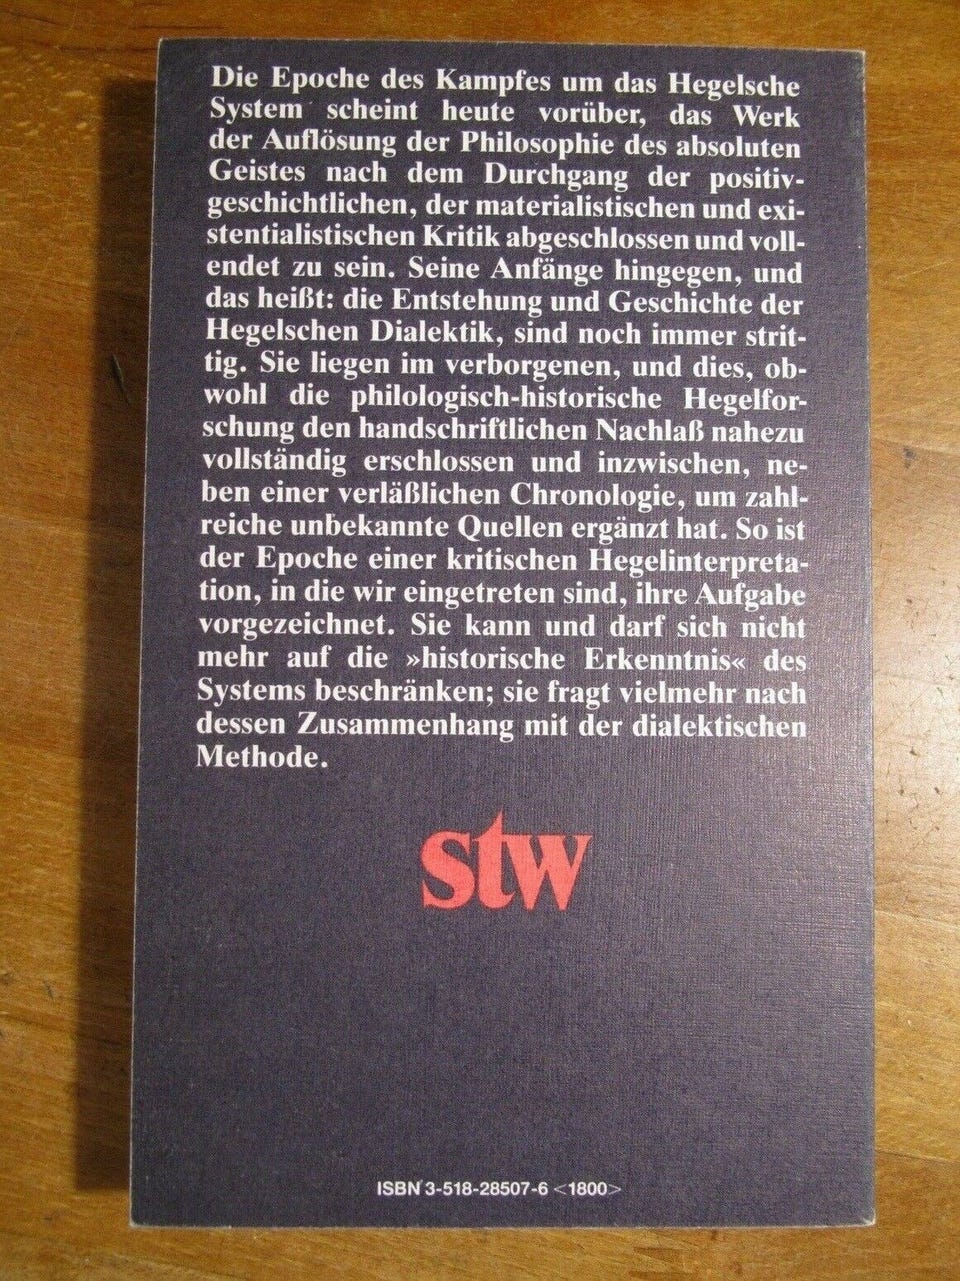 Die Epoche des Kampfes um das Hegelsche
System scheint heute vorüber, das Werk
der Auflösung der Philosophie des absoluten
Geistes nach dem Durchgang der positiv-
geschichtlichen, der materialistischen und exi-
stentialistischen Kritik abgeschlossen und voll-
endet zu sein. Seine Anfänge hingegen, und
das heißt: die Entstehung und Geschichte der
Hegelschen Dialektik, sind noch immer strit-
tig. Sie liegen im verborgenen, und dies, ob-
wohl die philologisch-historische Hegelfor-
schung den handschriftlichen Nachlaß nahezu
vollständig erschlossen und inzwischen, ne-
ben einer verläßlichen Chronologie, um zahl-
reiche unbekannte Quellen ergänzt hat. So ist
der Epoche einer kritischen Hegelinterpreta-
tion, in die wir eingetreten sind, ihre Aufgabe
vorgezeichnet. Sie kann und darf sich nicht
mehr auf die »historische Erkenntnis« des
Systems beschränken; sie fragt vielmehr nach
dessen Zusammenhang mit der dialektischen
Methode.
stw
ISBN 3-518-28507-6 <1800>